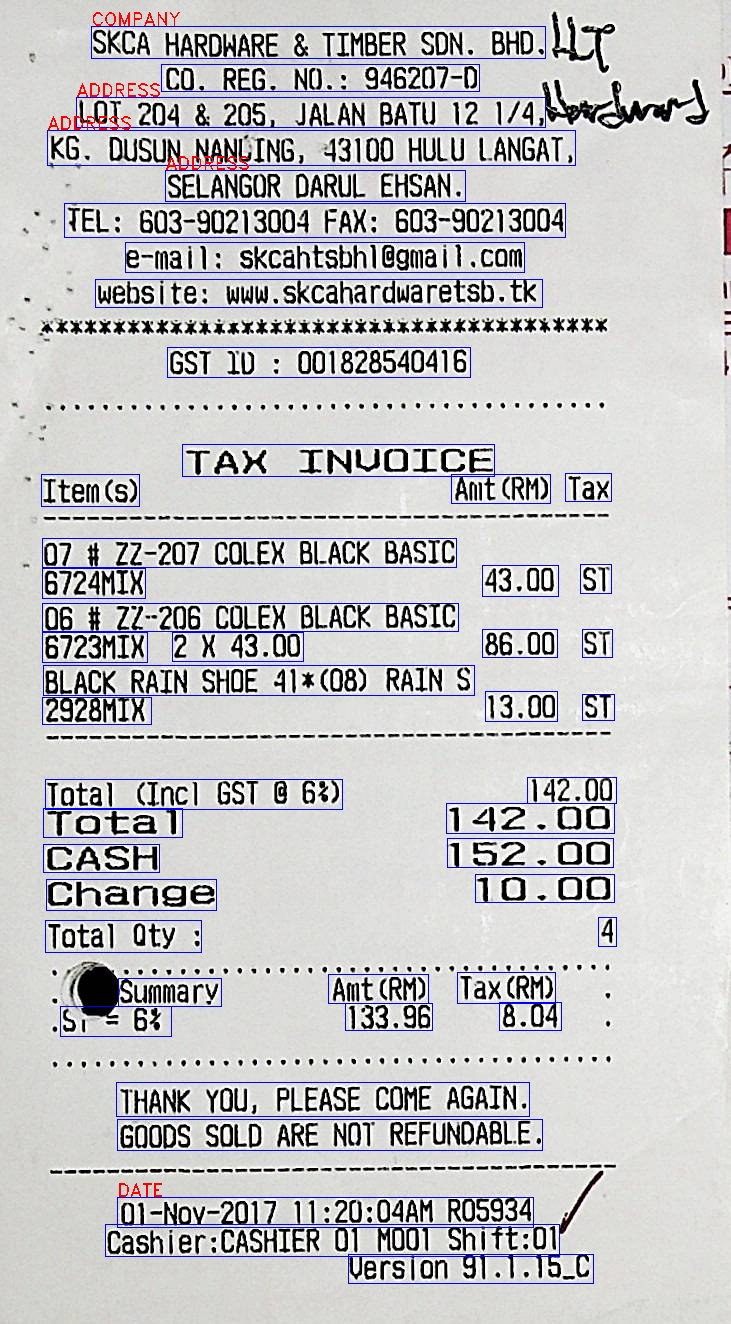 COMPANY
SKCA HARDWARE & TIMBER SDN. BHD.
CO. REG. NO.: 946207-D
ADDRESS
LOT 204 & 205, JALAN BATU 12 1/4, Hardward
ADDRESS
KG. DUSUN NANLING, 43100 HULU LANGAT,
ADDRESS
SELANGOR DARUL EHSAN.
TEL: 603-90213004 FAX: 603-90213004
e-mail: skcahtsbhl@gmail.com
website: www.skcahardwaretsb.tk
******************************************
GST ID : 001828540416
TAX INVOICE
Item(s) Amt(RM) Tax
07 # ZZ-207 COLEX BLACK BASIC
6724MIX 43.00 ST
06 # ZZ-206 COLEX BLACK BASIC
6723MIX 2 X 43.00 86.00 ST
BLACK RAIN SHOE 41*(08) RAIN S
2928MIX 13.00 ST
Total (Incl GST @ 6%) 142.00
Total 142.00
CASH 152.00
Change 10.00
Total Qty : 4
Summary Amt(RM) Tax(RM)
ST = 6% 133.96 8.04
THANK YOU, PLEASE COME AGAIN.
GOODS SOLD ARE NOT REFUNDABLE.
DATE
01-Nov-2017 11:20:04AM R05934
Cashier:CASHIER 01 M001 Shift:01
Version 91.1.15_C